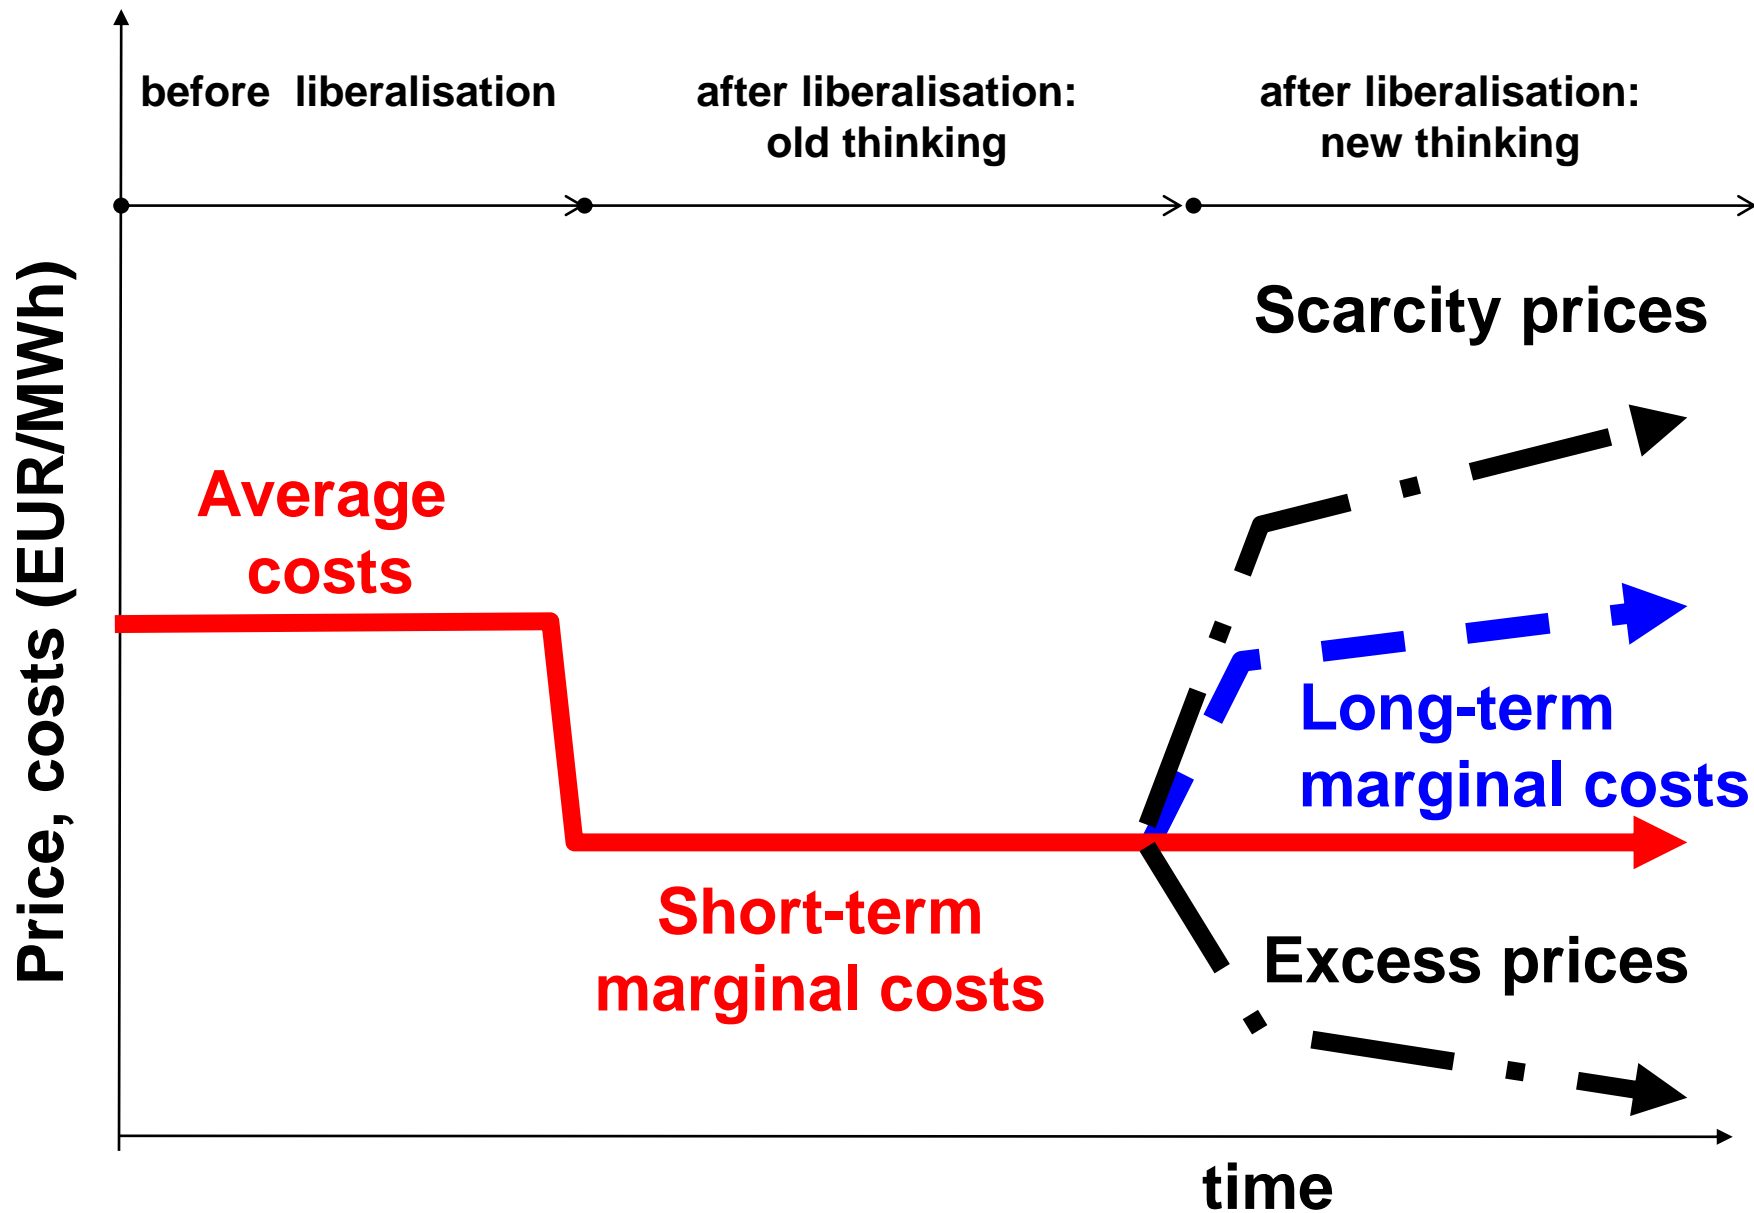 before liberalisation
after liberalisation:
old thinking
after liberalisation:
new thinking
Price, costs (EUR/MWh)
Scarcity prices
Average
costs
Long-term
marginal costs
Short-term
marginal costs
Excess prices
time